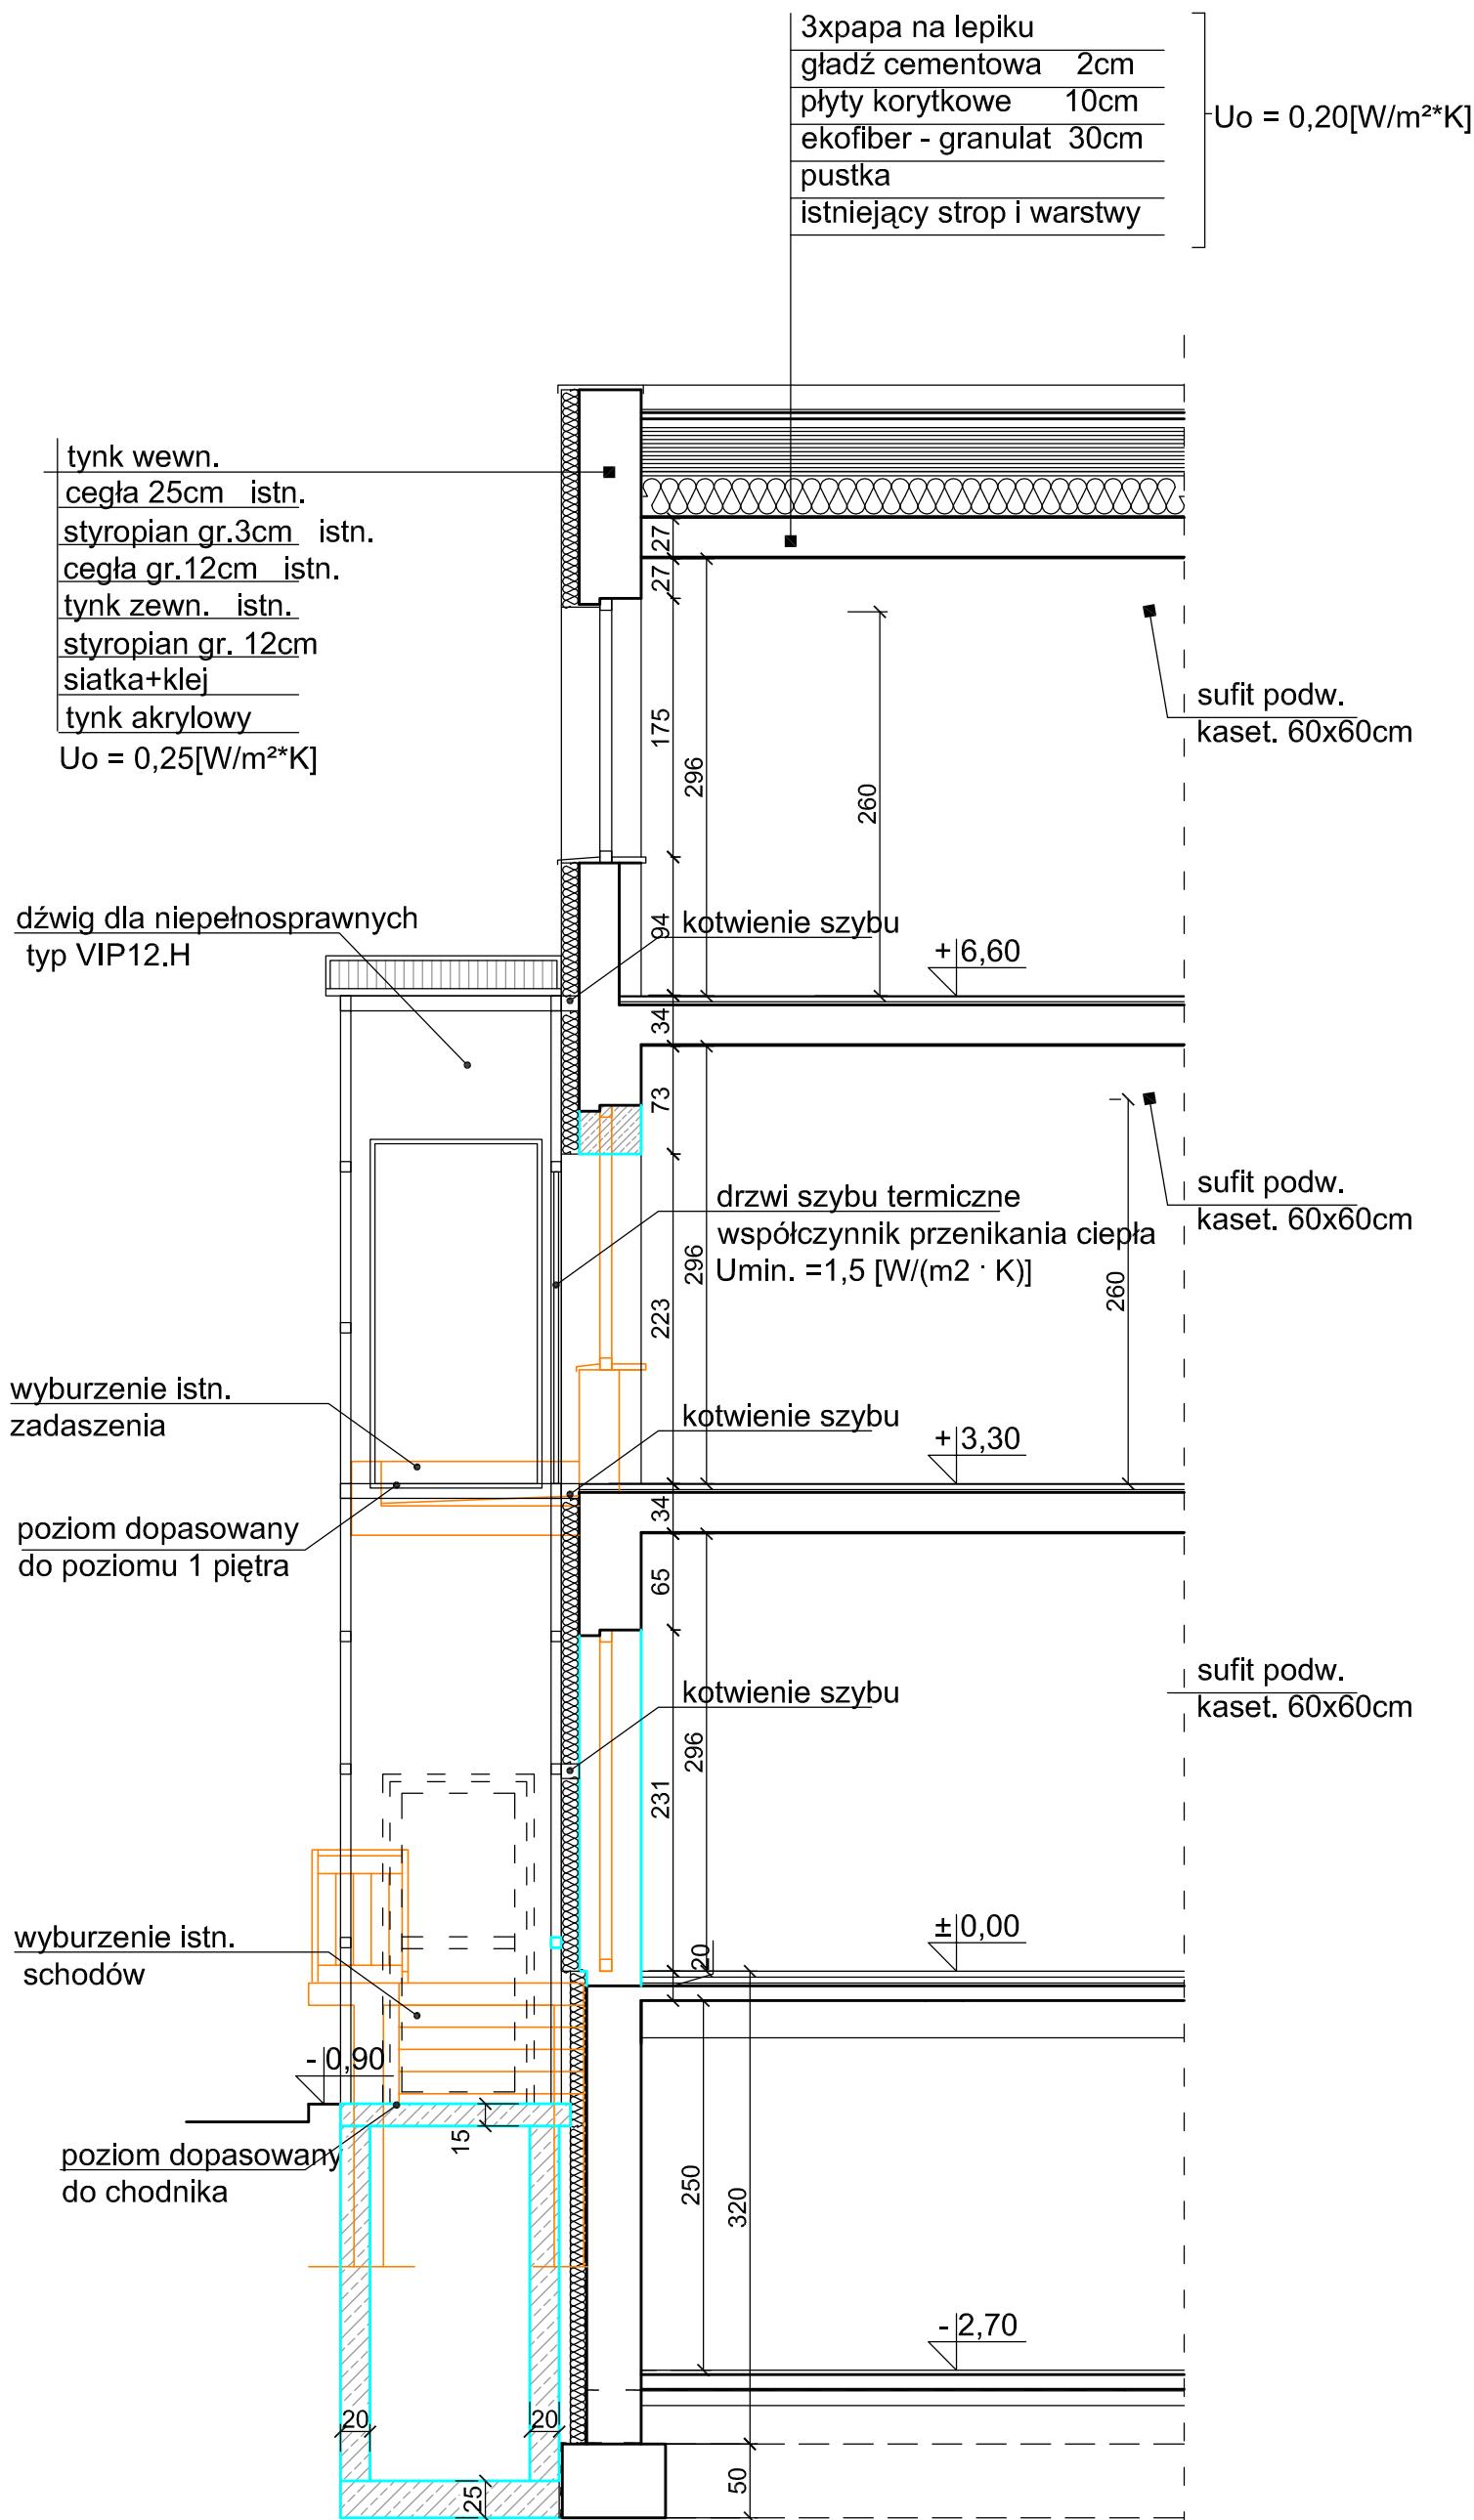 3xpapa na lepiku
gładź cementowa 2cm
płyty korytkowe 10cm
ekofiber - granulat 30cm
pustka
istniejący strop i warstwy
Uo = 0,20[W/m²*K]
tynk wewn.
cegła 25cm istn.
styropian gr.3cm istn.
cegła gr.12cm istn.
tynk zewn. istn.
styropian gr. 12cm
siatka+klej
tynk akrylowy
Uo = 0,25[W/m²*K]
27
27
175
296
260
94
sufit podw.
kaset. 60x60cm
dźwig dla niepełnosprawnych
typ VIP12.H
kotwienie szybu
+6,60
34
73
296
223
260
drzwi szybu termiczne
współczynnik przenikania ciepła
Umin. =1,5 [W/(m2 · K)]
sufit podw.
kaset. 60x60cm
wyburzenie istn.
zadaszenia
kotwienie szybu
+3,30
34
poziom dopasowany
do poziomu 1 piętra
65
kotwienie szybu
sufit podw.
kaset. 60x60cm
296
231
wyburzenie istn.
schodów
±0,00
20
-0,90
15
poziom dopasowany
do chodnika
250
320
-2,70
20
20
25
50